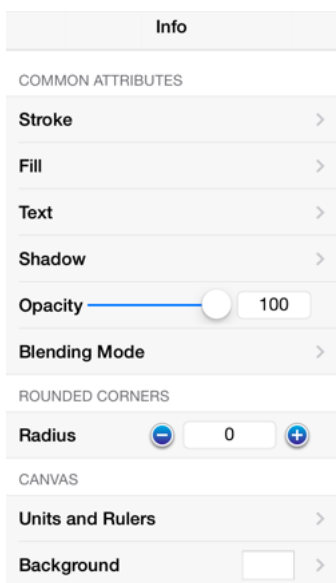 Info
COMMON ATTRIBUTES
Stroke
Fill
Text
Shadow
Opacity 100
Blending Mode
ROUNDED CORNERS
Radius 0
CANVAS
Units and Rulers
Background